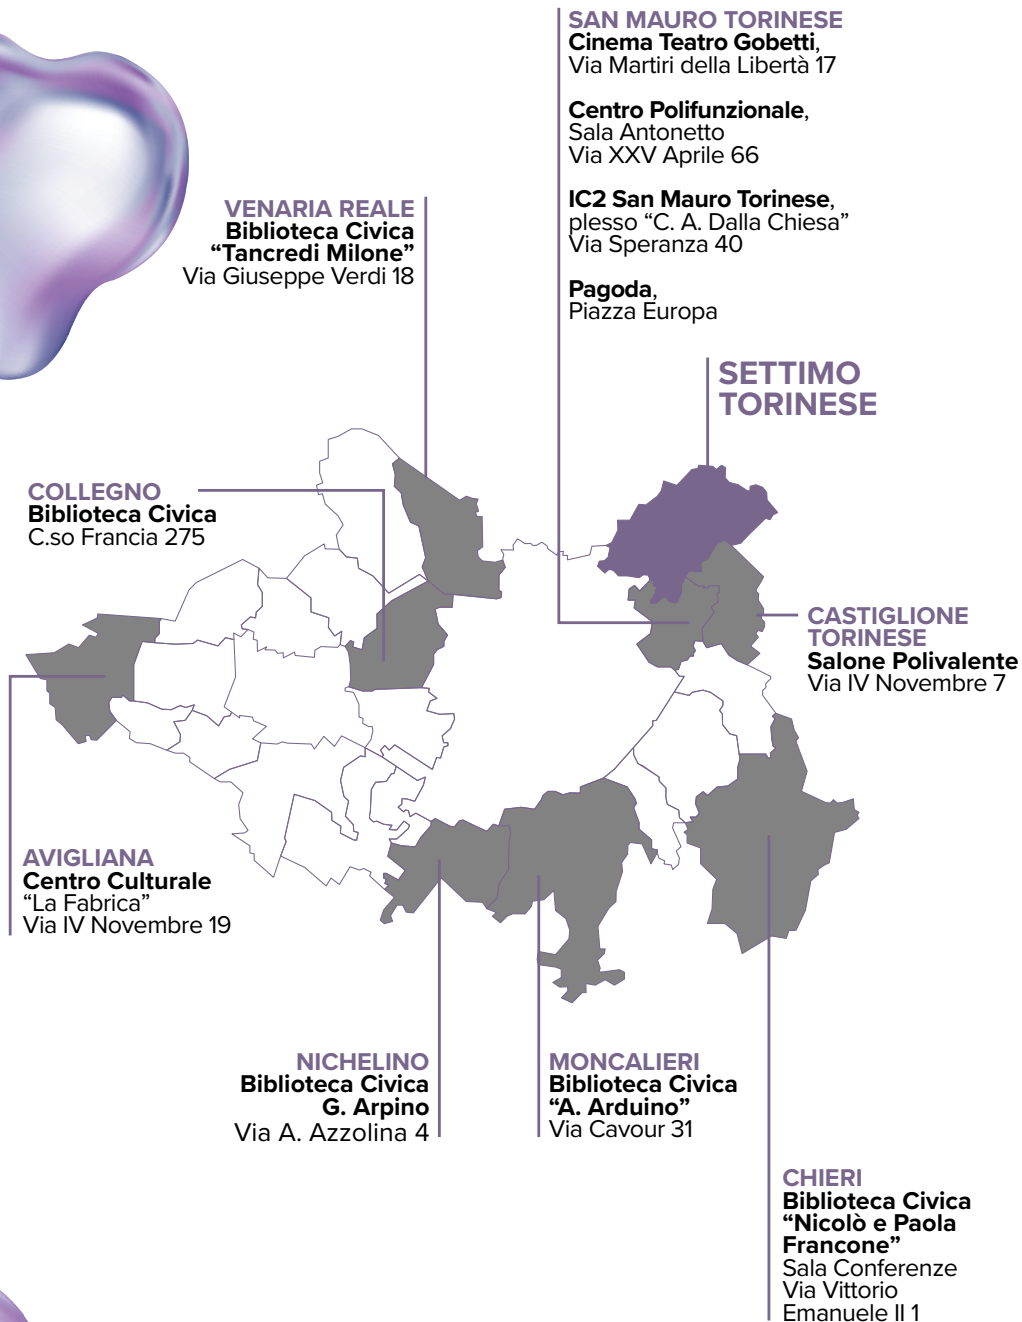 SAN MAURO TORINESE
Cinema Teatro Gobetti,
Via Martiri della Libertà 17
Centro Polifunzionale,
Sala Antonetto
Via XXV Aprile 66
IC2 San Mauro Torinese,
plesso “C. A. Dalla Chiesa”
Via Speranza 40
Pagoda,
Piazza Europa
VENARIA REALE
Biblioteca Civica
“Tancredi Milone”
Via Giuseppe Verdi 18
SETTIMO
TORINESE
COLLEGNO
Biblioteca Civica
C.so Francia 275
CASTIGLIONE
TORINESE
Salone Polivalente
Via IV Novembre 7
AVIGLIANA
Centro Culturale
“La Fabrica”
Via IV Novembre 19
NICHELINO
Biblioteca Civica
G. Arpino
Via A. Azzolina 4
MONCALIERI
Biblioteca Civica
“A. Arduino”
Via Cavour 31
CHIERI
Biblioteca Civica
“Nicolò e Paola
Francone”
Sala Conferenze
Via Vittorio
Emanuele II 1